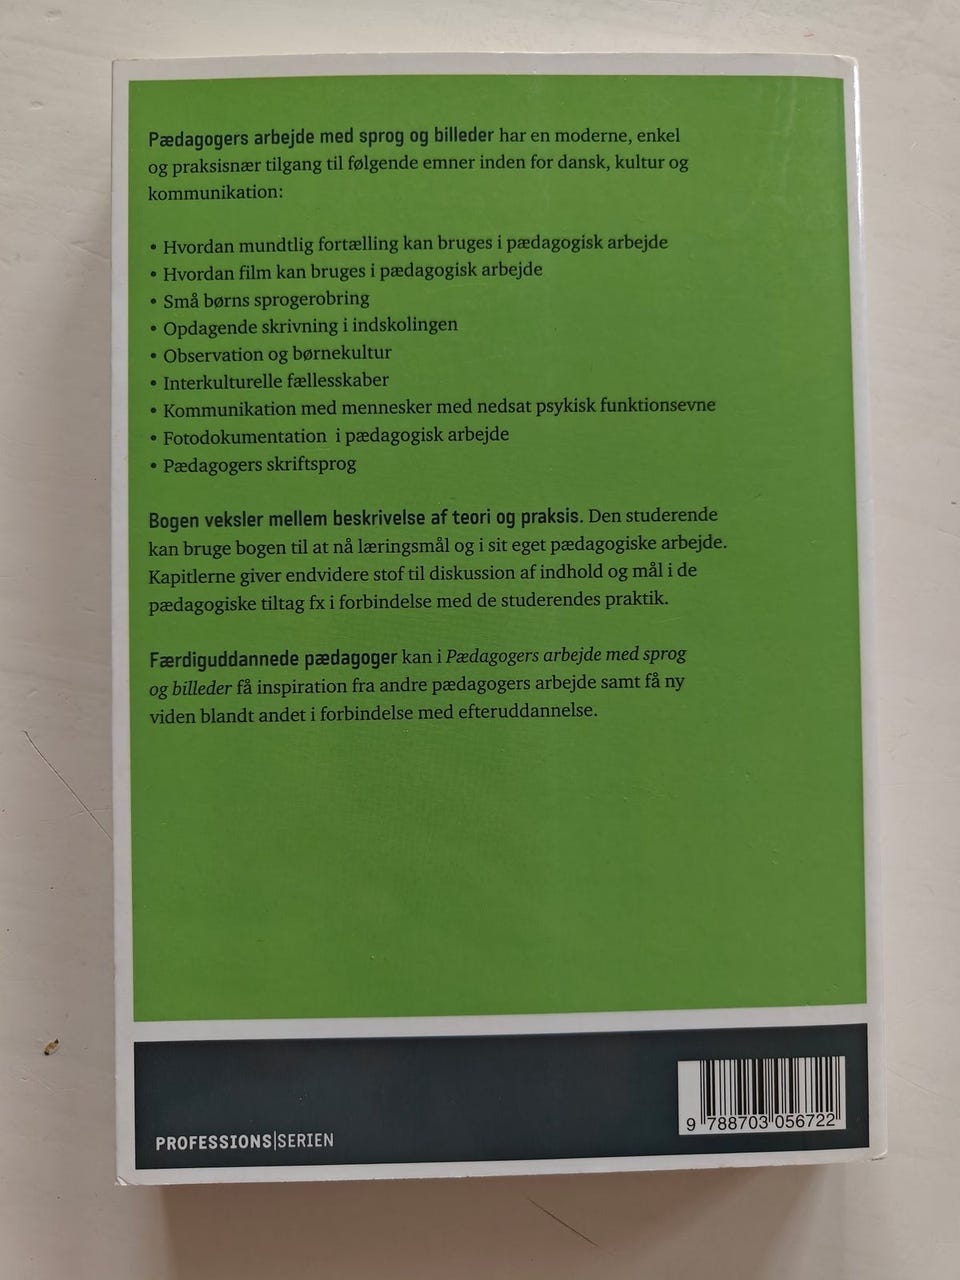 Pædagogers arbejde med sprog og billeder har en moderne, enkel
og praksisnær tilgang til følgende emner inden for dansk, kultur og
kommunikation:
• Hvordan mundtlig fortælling kan bruges i pædagogisk arbejde
• Hvordan film kan bruges i pædagogisk arbejde
• Små børns sprogerobring
• Opdagende skrivning i indskolingen
• Observation og børnekultur
• Interkulturelle fællesskaber
• Kommunikation med mennesker med nedsat psykisk funktionsevne
• Fotodokumentation i pædagogisk arbejde
• Pædagogers skriftsprog
Bogen veksler mellem beskrivelse af teori og praksis. Den studerende
kan bruge bogen til at nå læringsmål og i sit eget pædagogiske arbejde.
Kapitlerne giver endvidere stof til diskussion af indhold og mål i de
pædagogiske tiltag fx i forbindelse med de studerendes praktik.
Færdiguddannede pædagoger kan i Pædagogers arbejde med sprog
og billeder få inspiration fra andre pædagogers arbejde samt få ny
viden blandt andet i forbindelse med efteruddannelse.
PROFESSIONS|SERIEN
9 788703 056722